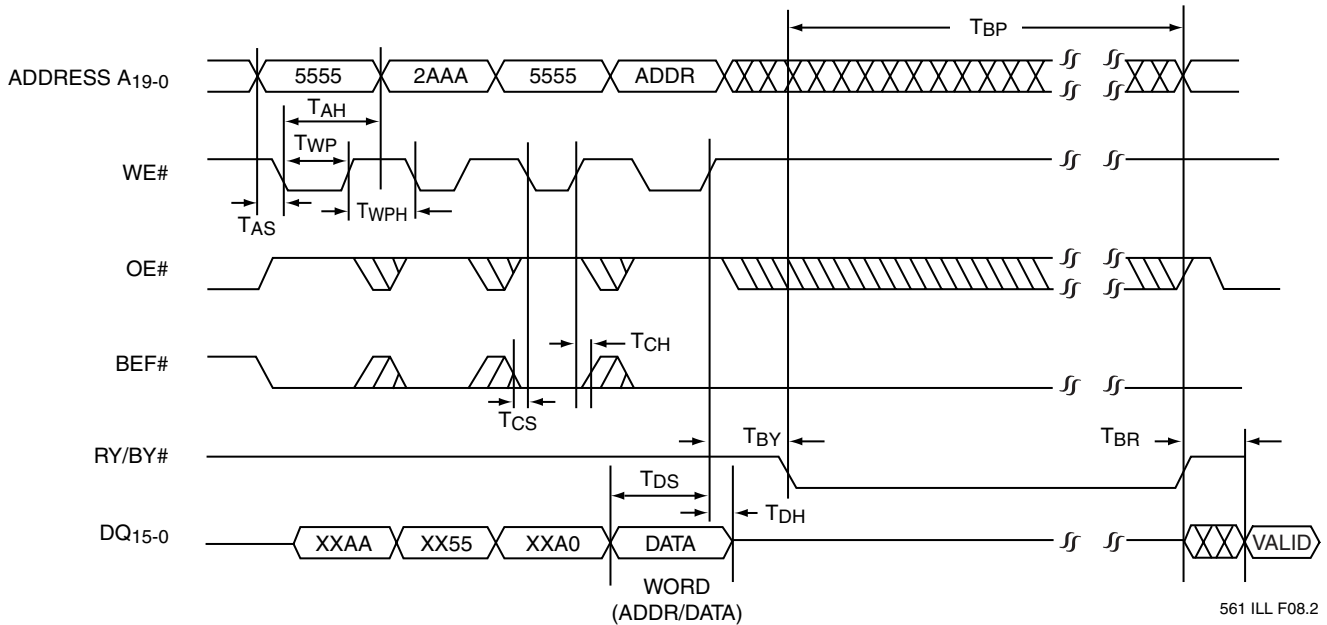 TBP
ADDRESS A19-0 5555 2AAA 5555 ADDR
TAH
TWP
WE#
TAS TWPH
OE#
BEF# TCH
TCS
RY/BY# TBY TBR
TDS
TDH
DQ15-0 XXAA XX55 XXA0 DATA VALID
WORD
(ADDR/DATA)
561 ILL F08.2